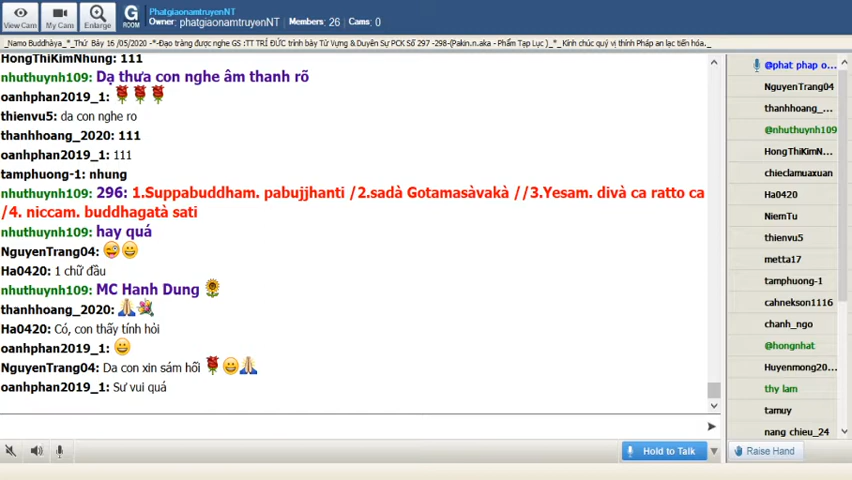 View Cam
My Cam
Enlarge
G
ROOM
PhatgiaonamtruyenNT
Owner: phatgiaonamtruyenNT Members: 26 Cams: 0
_Namo Buddhàya_*_Thứ Bảy 16 /05/2020 -*-Đạo tràng được nghe GS :TT TRÍ ĐỨC trình bày Tứ Vựng &Duyên Sự PCK Số 297 -298-(Pakin.n.aka - Phẩm Tạp Lục )_*_Kính chúc quý vị thính Pháp an lạc tiến hóa._
HongThiKimNhung: 111
nhuthuynh109: Dạ thưa con nghe âm thanh rõ
oanhphan2019_1:
thienvu5: da con nghe ro
thanhhoang_2020: 111
oanhphan2019_1: 111
tamphuong-1: nhung
nhuthuynh109: 296: 1.Suppabuddham. pabujjhanti /2.sadà Gotamasàvakà //3.Yesam. divà ca ratto ca
/4. niccam. buddhagatà sati
nhuthuynh109: hay quá
NguyenTrang04:
Ha0420: 1 chữ đầu
nhuthuynh109: MC Hanh Dung
thanhhoang_2020:
Ha0420: Có, con thấy tính hỏi
oanhphan2019_1:
NguyenTrang04: Dạ con xin sám hối
oanhphan2019_1: Sư vui quá
@phat phap o...
NguyenTrang04
thanhhoang_...
@nhuthuynh109
HongThiKimN...
chieclamuaxuan
Ha0420
NiemTu
thienvu5
metta17
tamphuong-1
cahnekson1116
chanh_ngo
@hongnhat
Huyenmong20...
thy lam
tamuy
nang chieu_24
Hold to Talk
Raise Hand